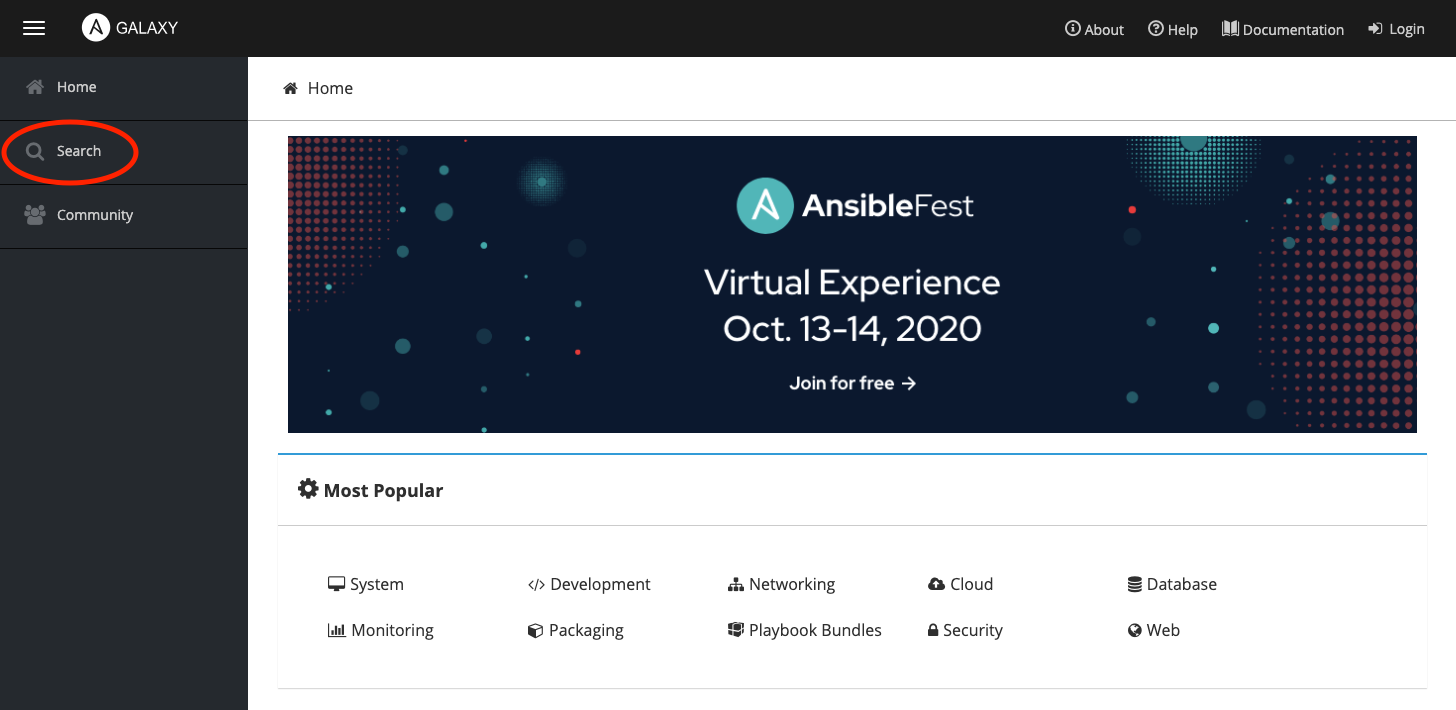 GALAXY
About Help Documentation Login
Home
Search
Community
Home
AnsibleFest
Virtual Experience
Oct. 13-14, 2020
Join for free →
Most Popular
System Development Networking Cloud Database
Monitoring Packaging Playbook Bundles Security Web